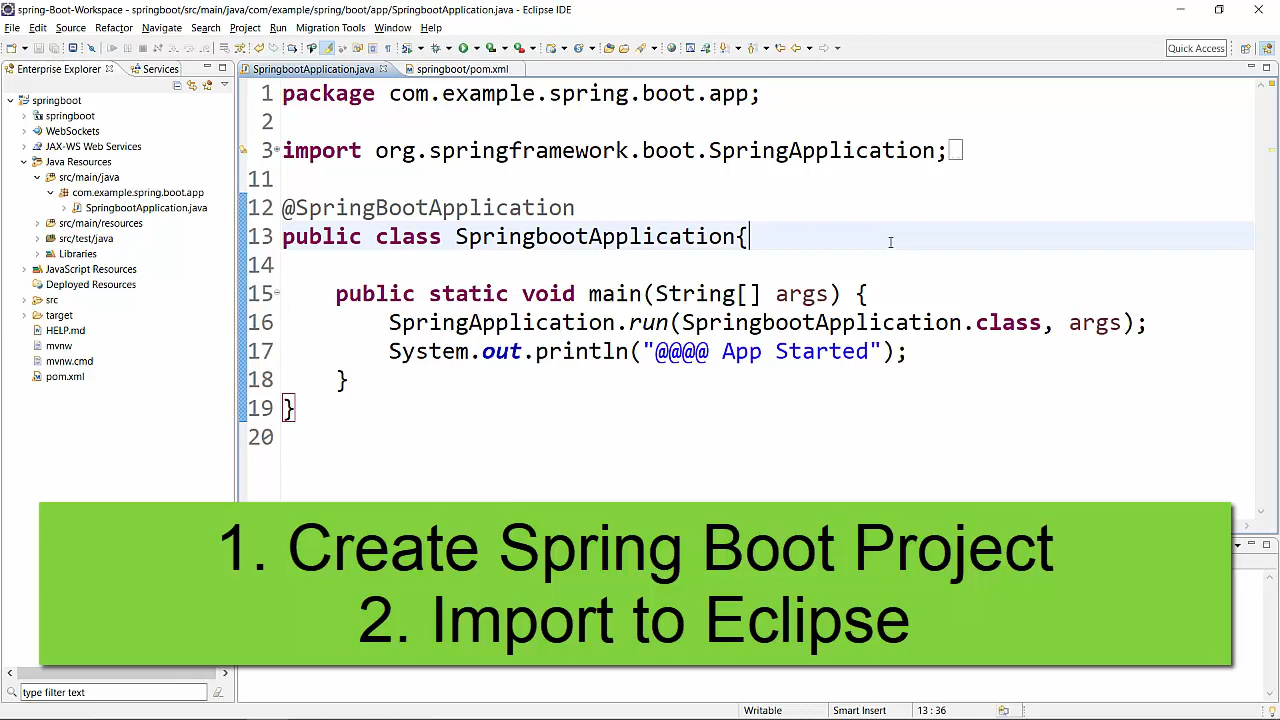 spring-Boot-Workspace - springboot/src/main/java/com/example/spring/boot/app/SpringbootApplication.java - Eclipse IDE
File Edit Source Refactor Navigate Search Project Run Migration Tools Window Help
Quick Access
Enterprise Explorer Services
SpringbootApplication.java springboot/pom.xml
springboot
springboot
WebSockets
JAX-WS Web Services
Java Resources
src/main/java
com.example.spring.boot.app
SpringbootApplication.java
src/main/resources
src/test/java
Libraries
JavaScript Resources
Deployed Resources
src
target
HELP.md
mvnw
mvnw.cmd
pom.xml
type filter text
1 package com.example.spring.boot.app;
2
3 import org.springframework.boot.SpringApplication;
11
12 @SpringBootApplication
13 public class SpringbootApplication{
14
15 public static void main(String[] args) {
16 SpringApplication.run(SpringbootApplication.class, args);
17 System.out.println("@@@@ App Started");
18 }
19 }
20
1. Create Spring Boot Project
2. Import to Eclipse
Writable Smart Insert 13 : 36